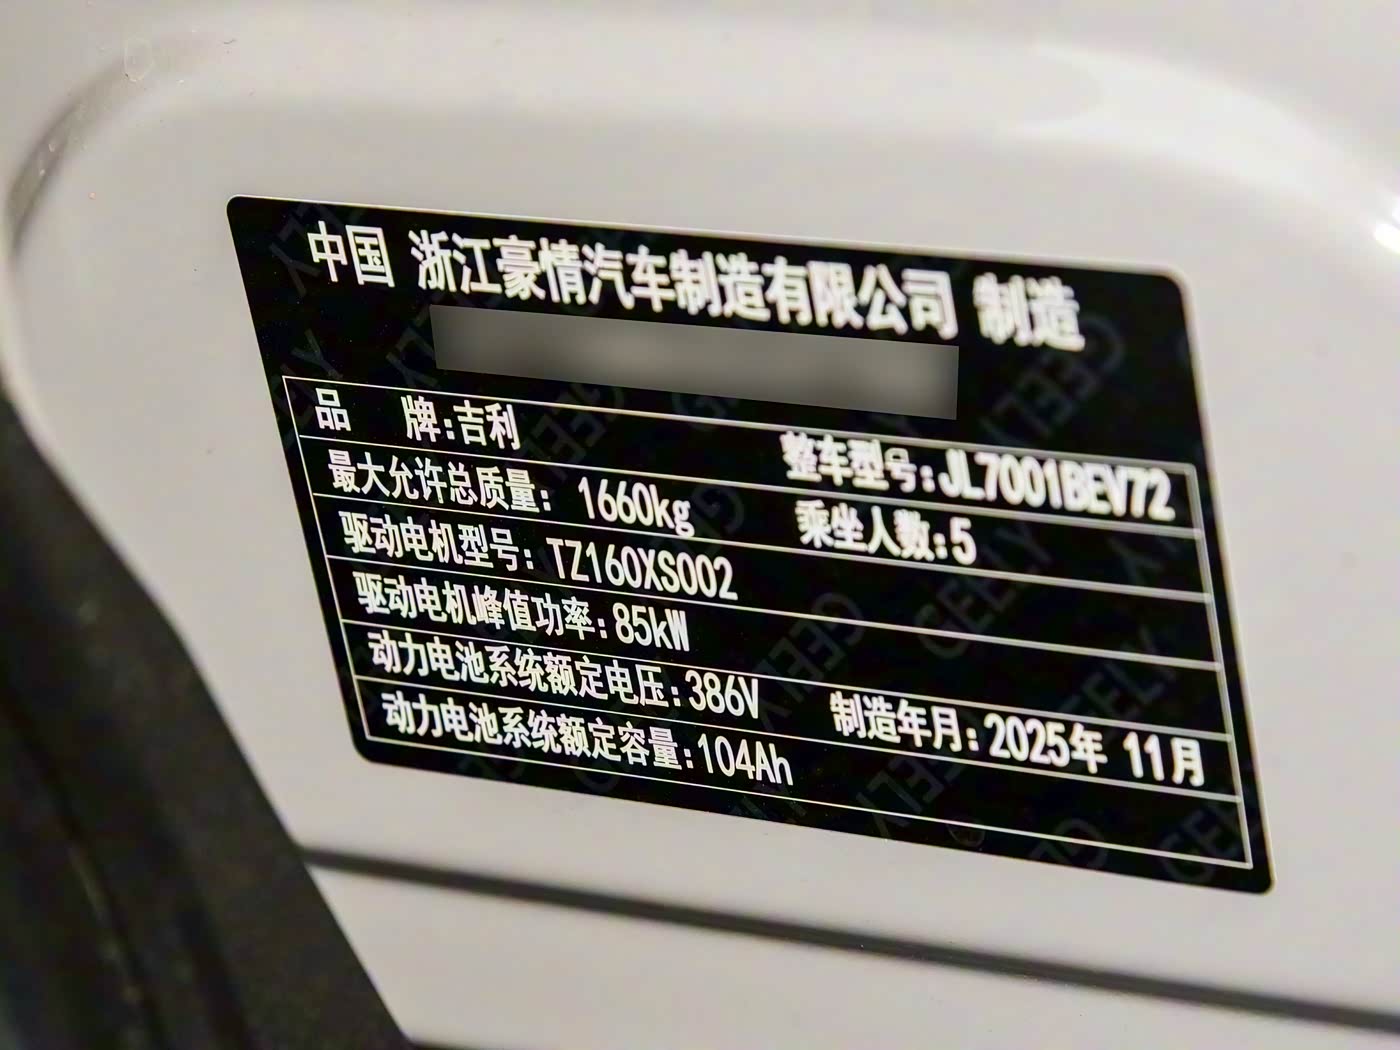 中国 浙江豪情汽车制造有限公司 制造
品 牌:吉利 整车型号:JL7001BEV72
最大允许总质量: 1660kg 乘坐人数:5
驱动电机型号: TZ160XS002
驱动电机峰值功率:85kW
动力电池系统额定电压:386V 制造年月:2025年 11月
动力电池系统额定容量:104Ah